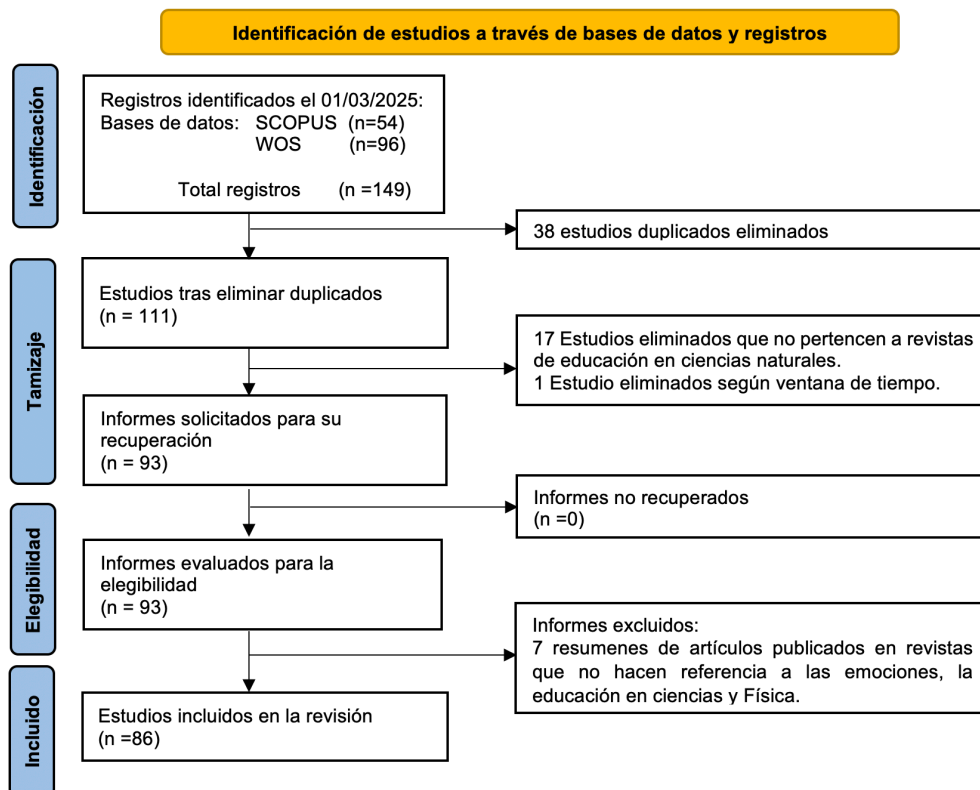 Identificación de estudios a través de bases de datos y registros
Identificación
Registros identificados el 01/03/2025:
Bases de datos: SCOPUS (n=54)
WOS (n=96)
Total registros (n =149)
38 estudios duplicados eliminados
Tamizaje
Estudios tras eliminar duplicados
(n = 111)
17 Estudios eliminados que no pertencen a revistas
de educación en ciencias naturales.
1 Estudio eliminados según ventana de tiempo.
Informes solicitados para su
recuperación
(n = 93)
Informes no recuperados
(n =0)
Elegibilidad
Informes evaluados para la
elegibilidad
(n = 93)
Informes excluidos:
7 resumenes de artículos publicados en revistas
que no hacen referencia a las emociones, la
educación en ciencias y Física.
Incluido
Estudios incluidos en la revisión
(n =86)